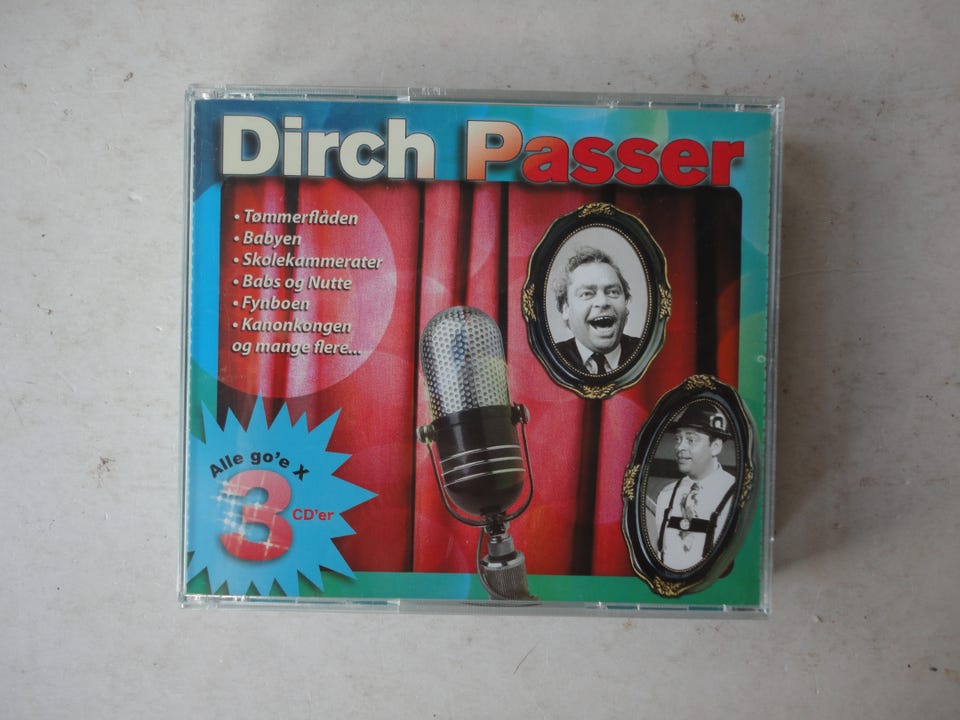 Dirch Passer
• Tømmerflåden
• Babyen
• Skolekammerater
• Babs og Nutte
• Fynboen
• Kanonkongen
og mange flere...
Alle go'e X
3
CD'er